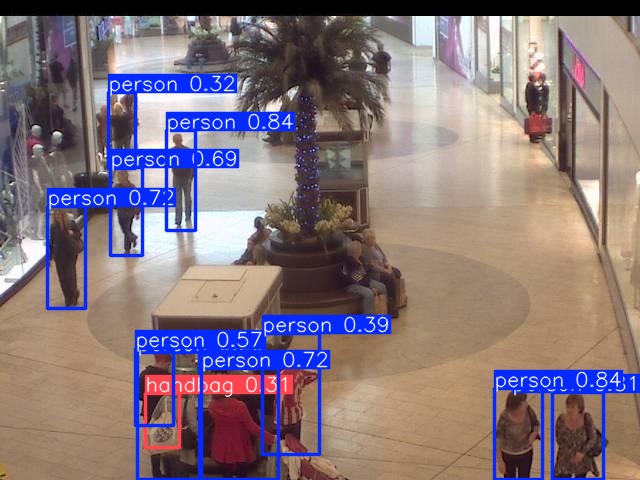 person 0.32
person 0.84
person 0.69
person 0.72
person 0.39
person 0.57
person 0.72
handbag 0.31
person 0.84